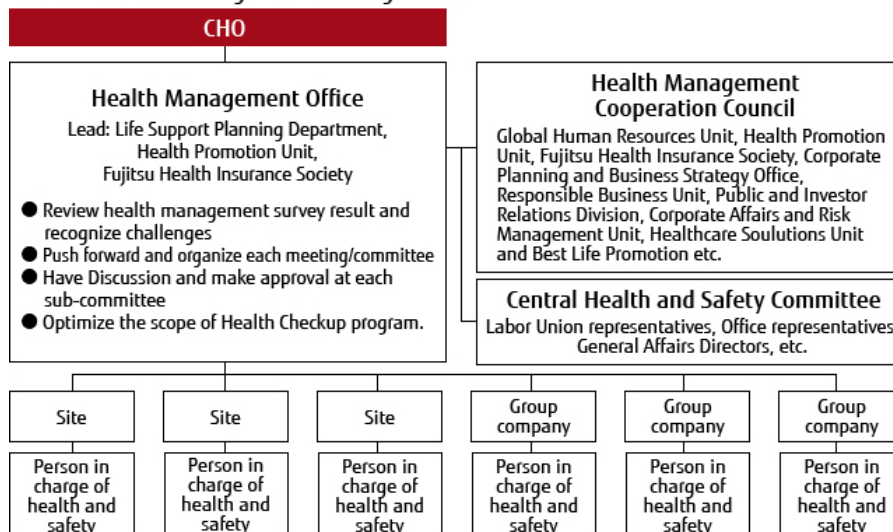 CHO
Health Management Office
Lead: Life Support Planning Department,
Health Promotion Unit,
Fujitsu Health Insurance Society
● Review health management survey result and
recognize challenges
● Push forward and organize each meeting/committee
● Have Discussion and make approval at each
sub-committee
● Optimize the scope of Health Checkup program.
Health Management
Cooperation Council
Global Human Resources Unit, Health Promotion
Unit, Fujitsu Health Insurance Society, Corporate
Planning and Business Strategy Office,
Responsible Business Unit, Public and Investor
Relations Division, Corporate Affairs and Risk
Management Unit, Healthcare Soulutions Unit
and Best Life Promotion etc.
Central Health and Safety Committee
Labor Union representatives, Office representatives
General Affairs Directors, etc.
Site
Site
Site
Group
company
Group
company
Group
company
Person in
charge of
health and
safety
Person in
charge of
health and
safety
Person in
charge of
health and
safety
Person in
charge of
health and
safety
Person in
charge of
health and
safety
Person in
charge of
health and
safety